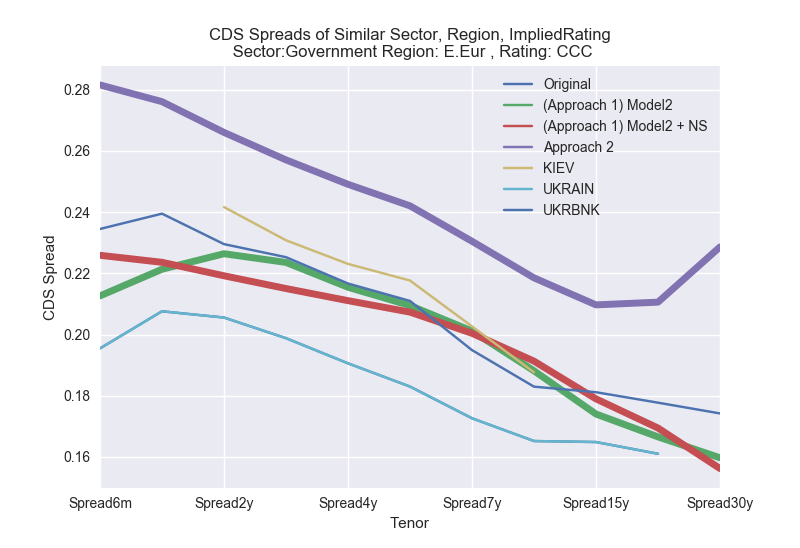 CDS Spreads of Similar Sector, Region, ImpliedRating
Sector:Government Region: E.Eur , Rating: CCC
Original
(Approach 1) Model2
(Approach 1) Model2 + NS
Approach 2
KIEV
UKRAIN
UKRBNK
CDS Spread
0.28
0.26
0.24
0.22
0.20
0.18
0.16
Spread6m
Spread2y
Spread4y
Spread7y
Spread15y
Spread30y
Tenor